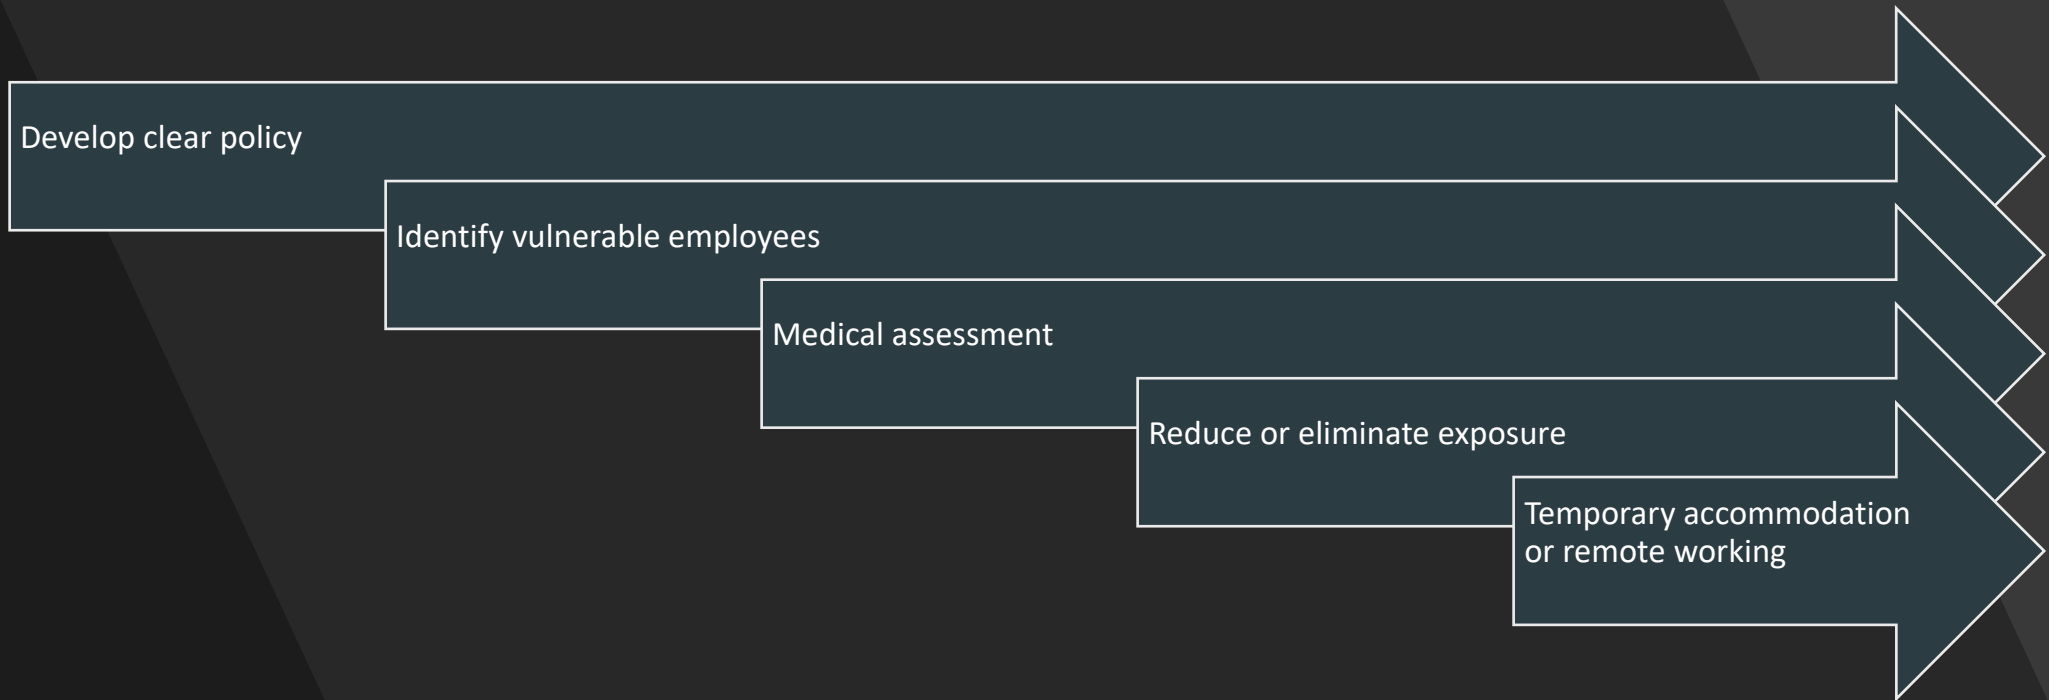 Develop clear policy
Identify vulnerable employees
Medical assessment
Reduce or eliminate exposure
Temporary accommodation
or remote working